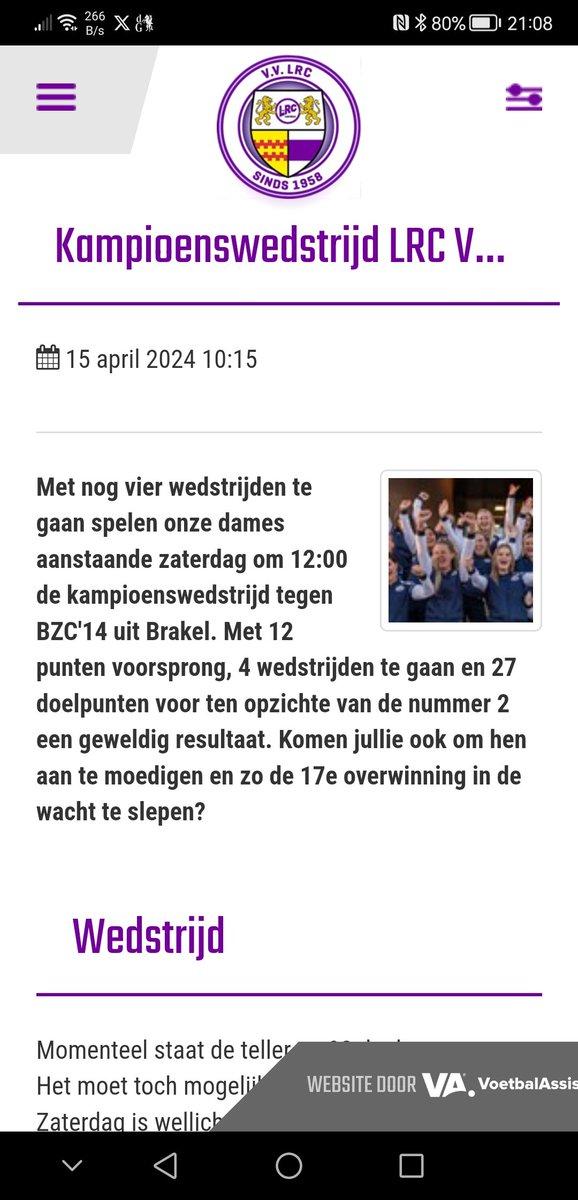 266
B/s
80%
21:08
V.V. LRC
LRC
SINDS 1958
Kampioenswedstrijd LRC V...
15 april 2024 10:15
Met nog vier wedstrijden te
gaan spelen onze dames
aanstaande zaterdag om 12:00
de kampioenswedstrijd tegen
BZC'14 uit Brakel. Met 12
punten voorsprong, 4 wedstrijden te gaan en 27
doelpunten voor ten opzichte van de nummer 2
een geweldig resultaat. Komen jullie ook om hen
aan te moedigen en zo de 17e overwinning in de
wacht te slepen?
Wedstrijd
Momenteel staat de teller
Het moet toch mogelij
WEBSITE DOOR VA. VoetbalAssis
Zaterdag is wellich